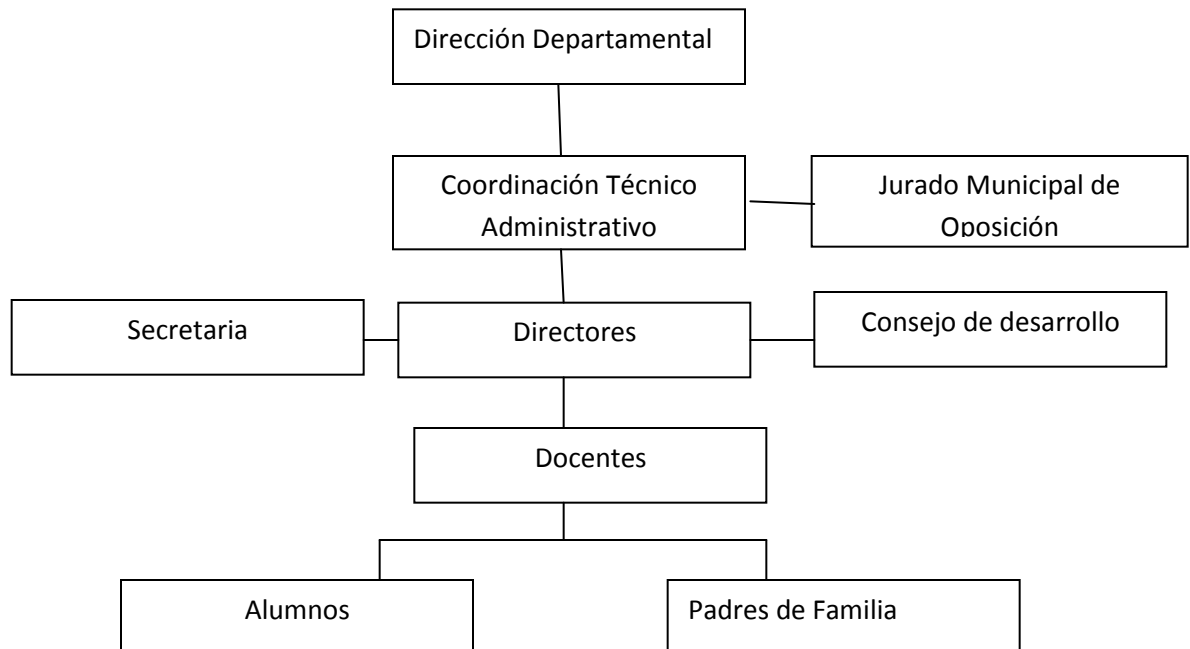 Dirección Departamental
Coordinación Técnico
Administrativo
Jurado Municipal de
Oposición
Secretaria
Directores
Consejo de desarrollo
Docentes
Alumnos
Padres de Familia